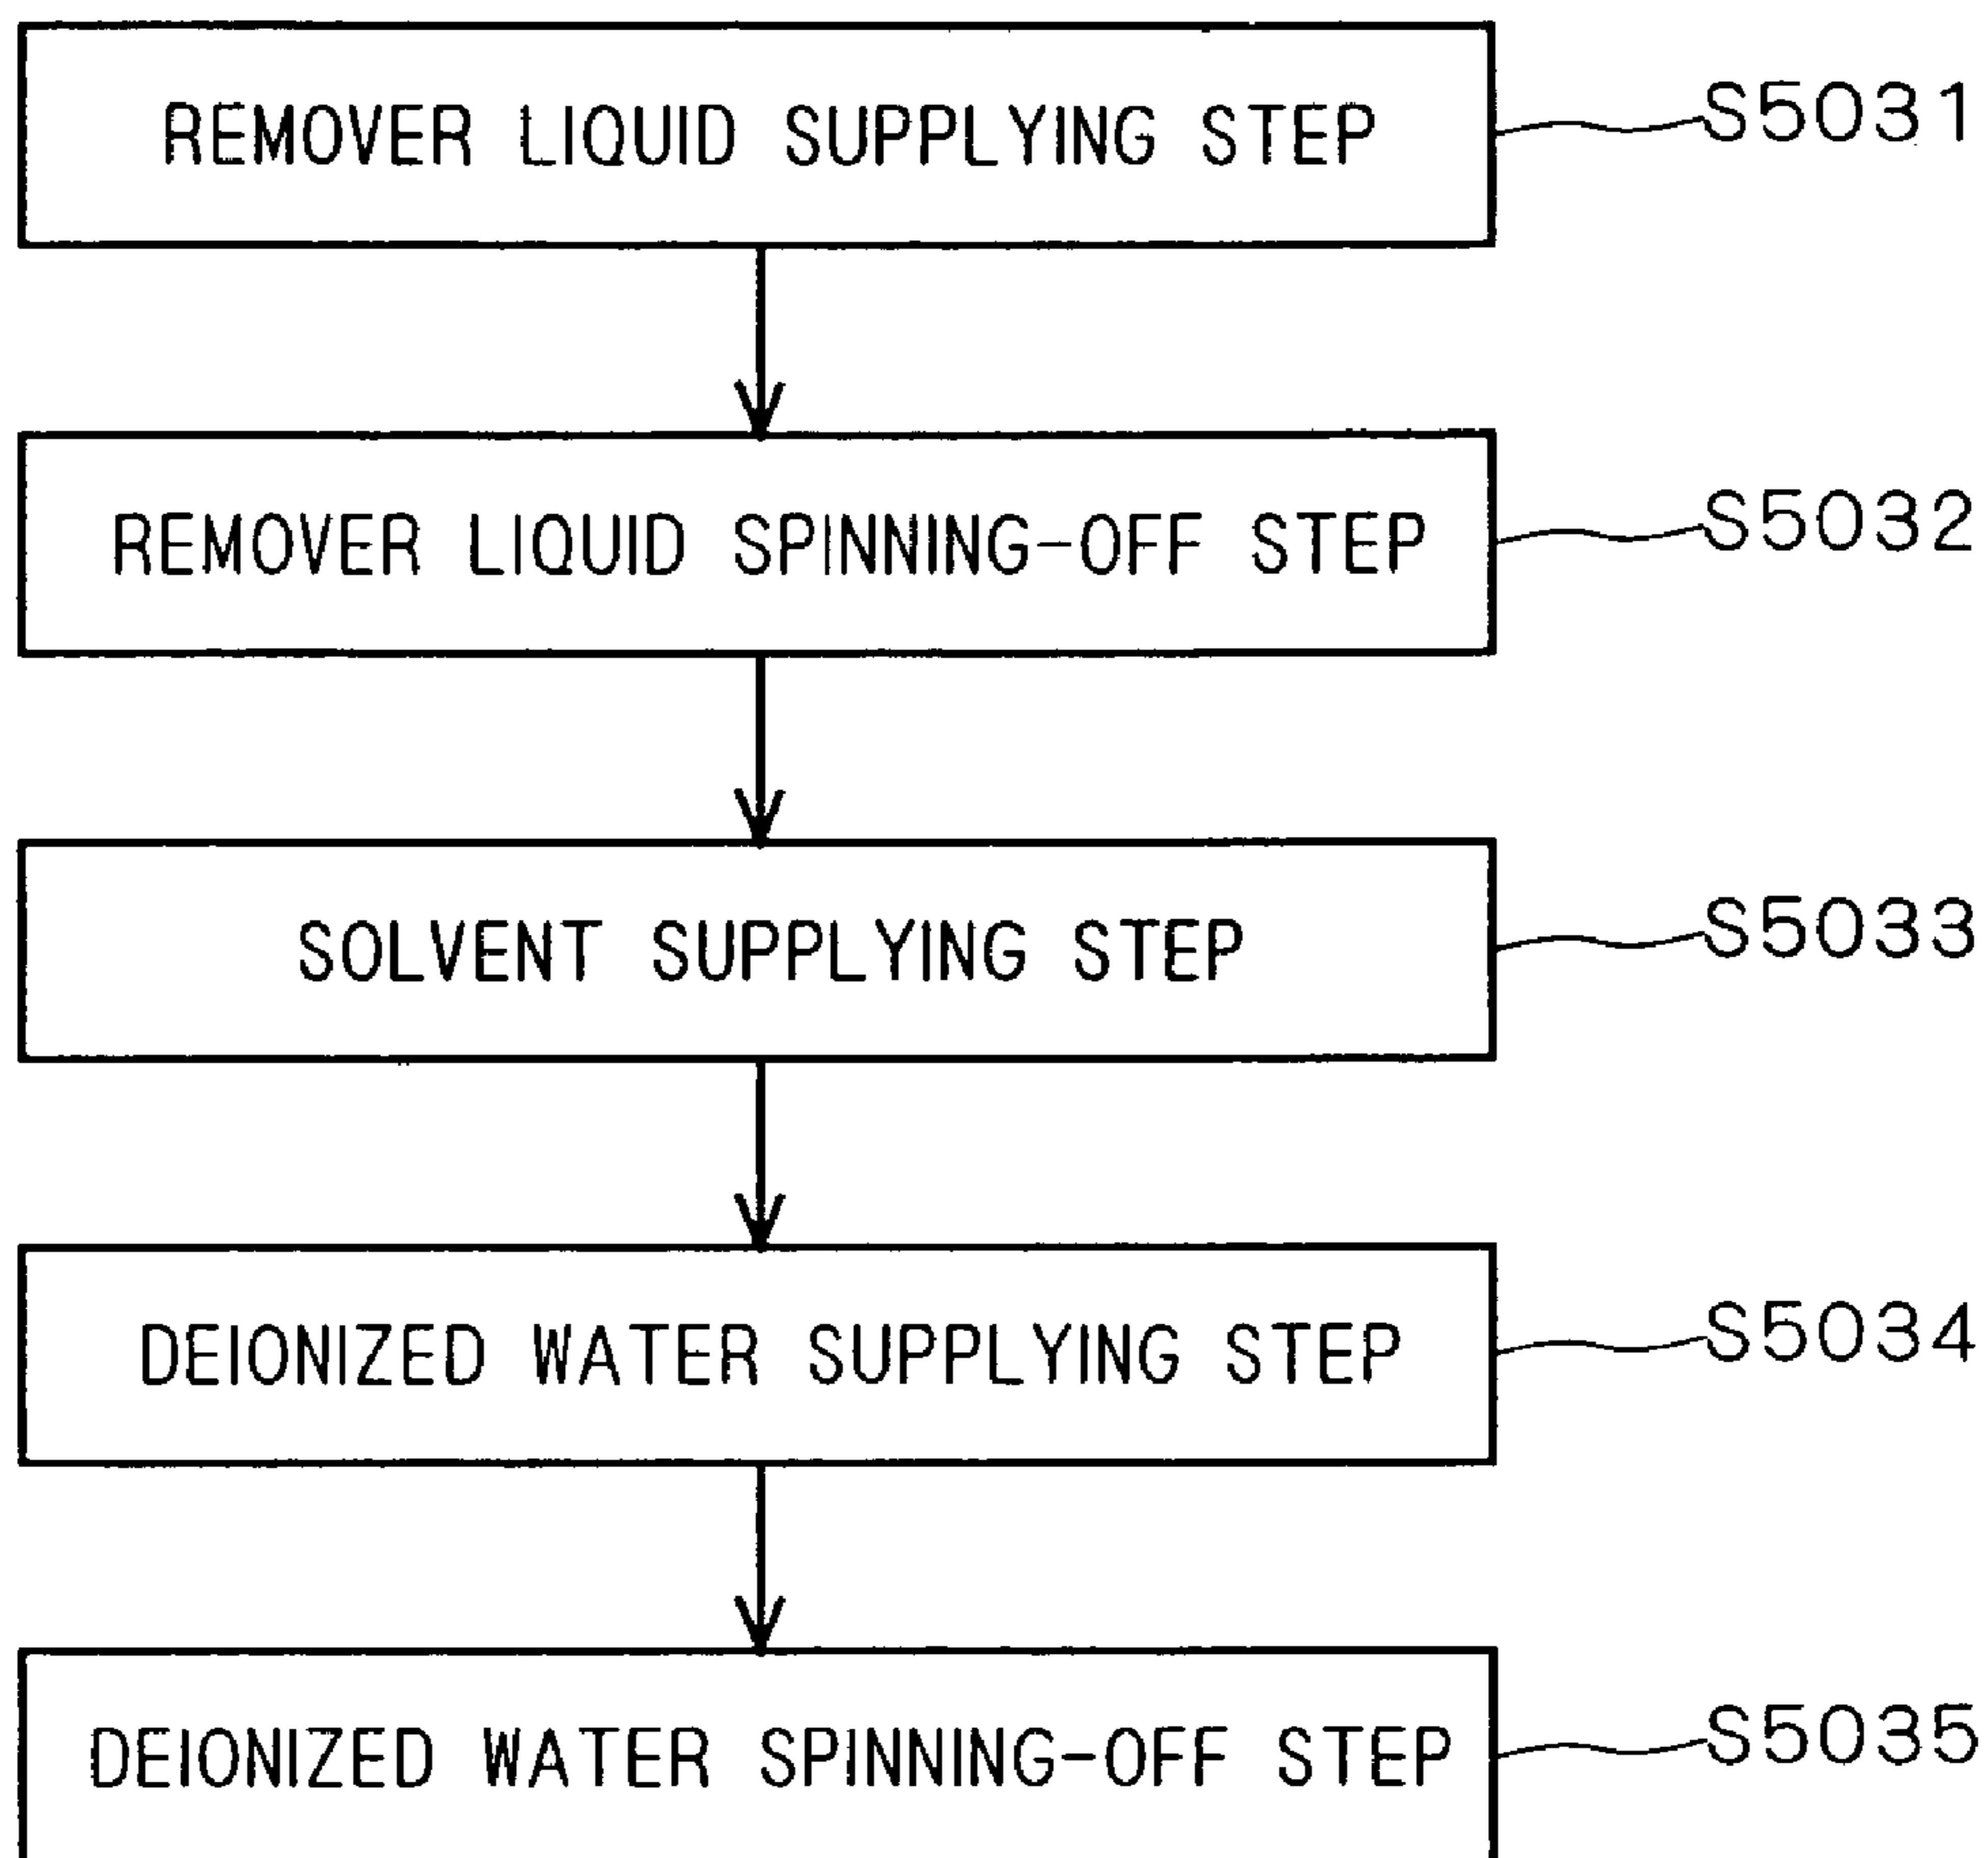 REMOVER LIQUID SUPPLYING STEP S5031
REMOVER LIQUID SPINNING-OFF STEP S5032
SOLVENT SUPPLYING STEP S5033
DEIONIZED WATER SUPPLYING STEP S5034
DEIONIZED WATER SPINNING-OFF STEP S5035